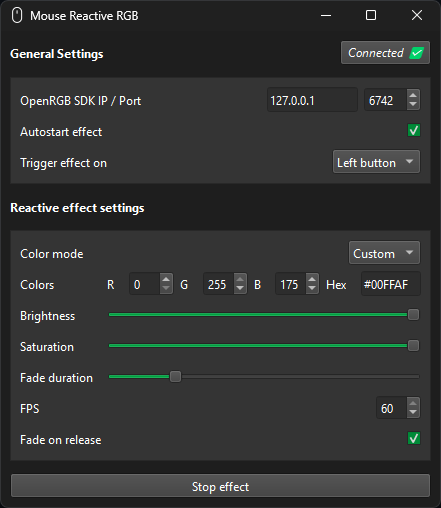 Mouse Reactive RGB
General Settings Connected
OpenRGB SDK IP / Port 127.0.0.1 6742
Autostart effect
Trigger effect on Left button
Reactive effect settings
Color mode Custom
Colors R 0 G 255 B 175 Hex #00FFAF
Brightness
Saturation
Fade duration
FPS 60
Fade on release
Stop effect